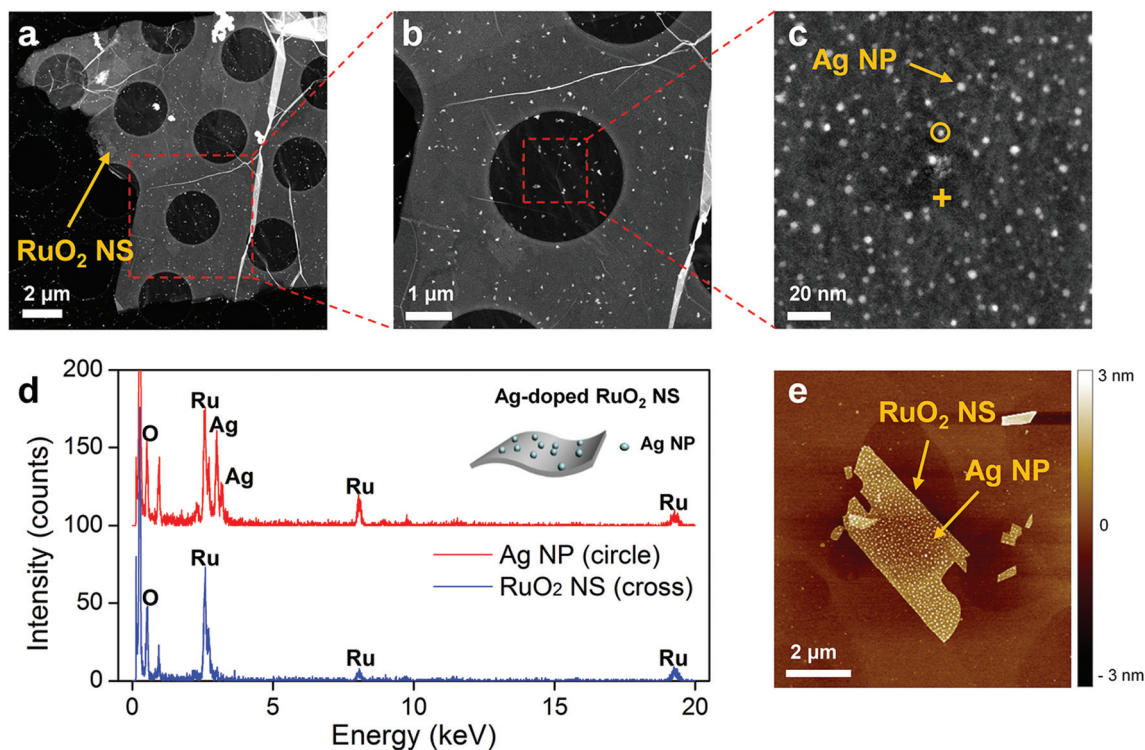 a
RuO₂ NS
2 µm
b
1 µm
c
Ag NP
20 nm
d
200
150
100
50
0
Intensity (counts)
O
Ru
Ag
Ag
Ru
Ru
Ag-doped RuO₂ NS
Ag NP
Ag NP (circle)
RuO₂ NS (cross)
O
Ru
Ru
Ru
0
5
10
15
20
Energy (keV)
e
RuO₂ NS
Ag NP
2 µm
3 nm
0
- 3 nm